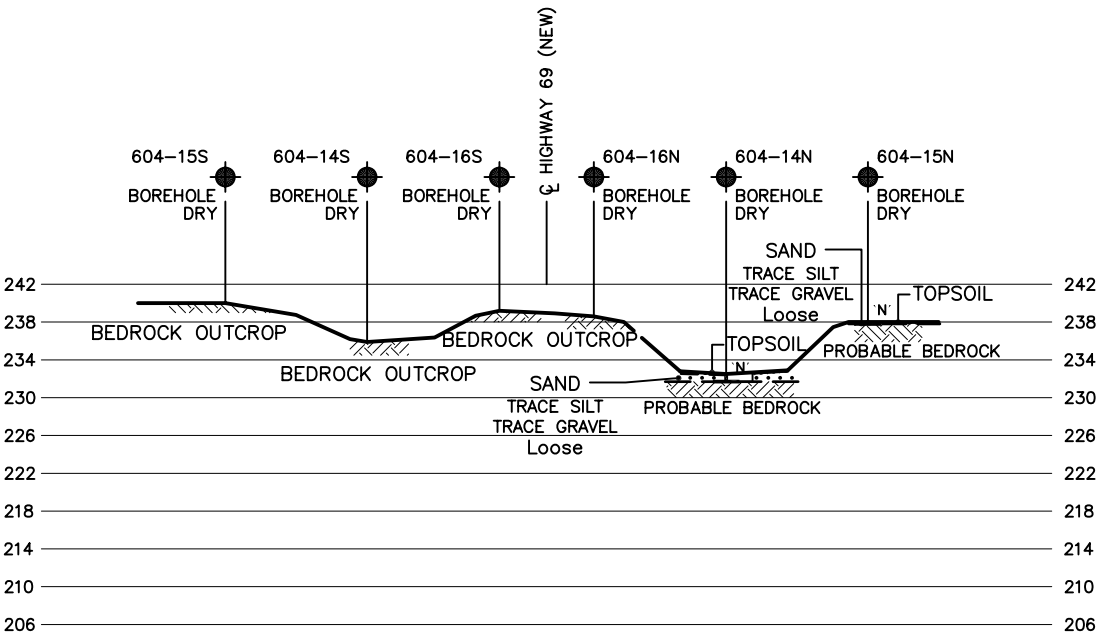 ℄ HIGHWAY 69 (NEW)
604-15S
604-14S
604-16S
604-16N
604-14N
604-15N
BOREHOLE
DRY
BOREHOLE
DRY
BOREHOLE
DRY
BOREHOLE
DRY
BOREHOLE
DRY
BOREHOLE
DRY
SAND
TRACE SILT
TRACE GRAVEL
Loose
'N'
TOPSOIL
PROBABLE BEDROCK
BEDROCK OUTCROP
BEDROCK OUTCROP
BEDROCK OUTCROP
TOPSOIL
'N'
SAND
TRACE SILT
TRACE GRAVEL
Loose
PROBABLE BEDROCK
242
242
238
238
234
234
230
230
226
226
222
222
218
218
214
214
210
210
206
206